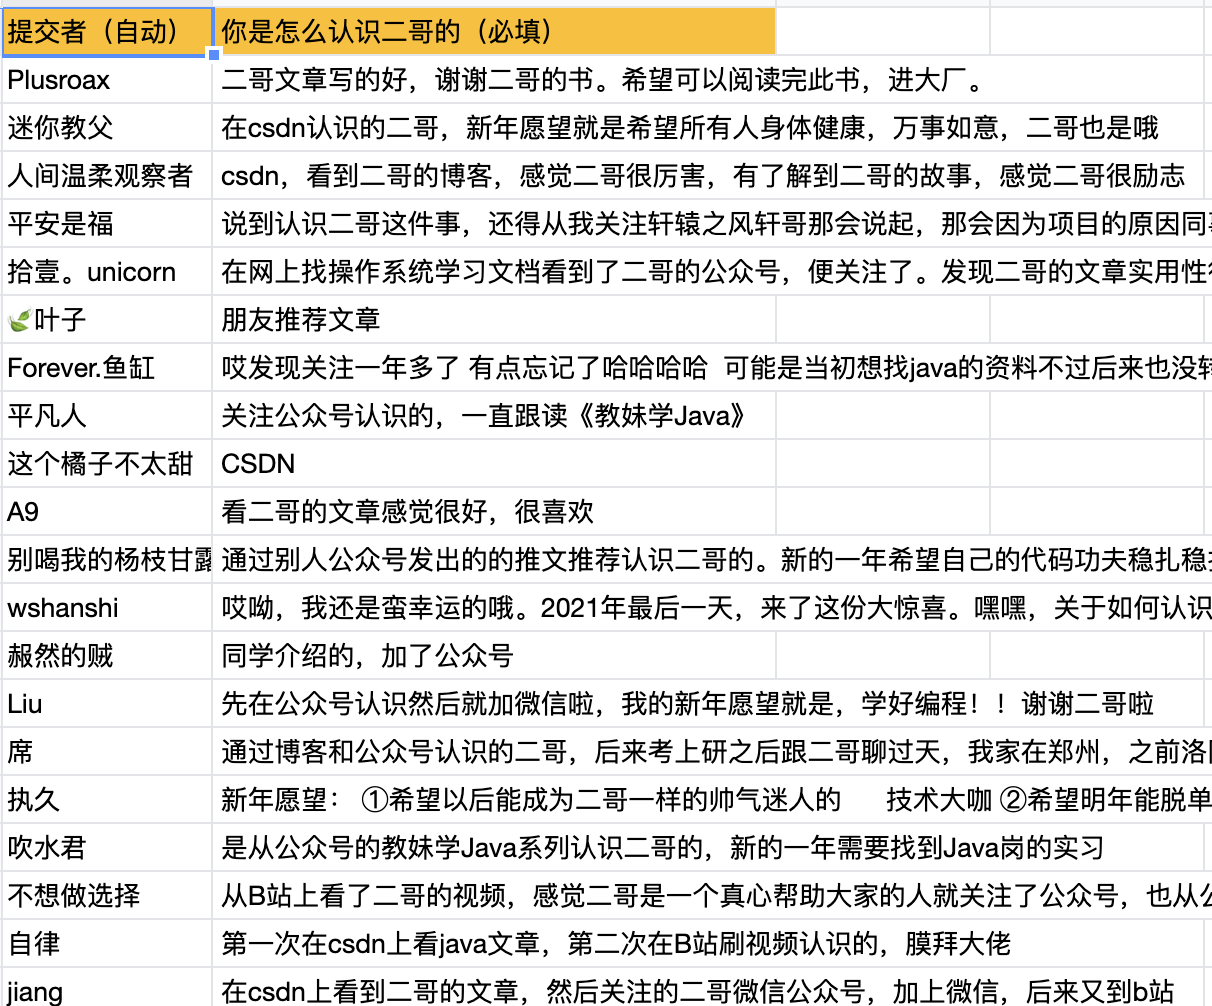 提交者（自动） 你是怎么认识二哥的（必填）
Plusroax 二哥文章写的好，谢谢二哥的书。希望可以阅读完此书，进大厂。
迷你教父 在csdn认识的二哥，新年愿望就是希望所有人身体健康，万事如意，二哥也是哦
人间温柔观察者 csdn，看到二哥的博客，感觉二哥很厉害，有了解到二哥的故事，感觉二哥很励志
平安是福 说到认识二哥这件事，还得从我关注轩辕之风轩哥那会说起，那会因为项目的原因同
拾壹。unicorn 在网上找操作系统学习文档看到了二哥的公众号，便关注了。发现二哥的文章实用性
🍃叶子 朋友推荐文章
Forever.鱼缸 哎发现关注一年多了 有点忘记了哈哈哈哈 可能是当初想找java的资料不过后来也没
平凡人 关注公众号认识的，一直跟读《教妹学Java》
这个橘子不太甜 CSDN
A9 看二哥的文章感觉很好，很喜欢
别喝我的杨枝甘露 通过别人公众号发出的的推文推荐认识二哥的。新的一年希望自己的代码功夫稳扎稳
wshanshi 哎呦，我还是蛮幸运的哦。2021年最后一天，来了这份大惊喜。嘿嘿，关于如何认识
赧然的贼 同学介绍的，加了公众号
Liu 先在公众号认识然后就加微信啦，我的新年愿望就是，学好编程！！谢谢二哥啦
席 通过博客和公众号认识的二哥，后来考上研之后跟二哥聊过天，我家在郑州，之前洛
执久 新年愿望： ①希望以后能成为二哥一样的帅气迷人的 技术大咖 ②希望明年能脱单
吹水君 是从公众号的教妹学Java系列认识二哥的，新的一年需要找到Java岗的实习
不想做选择 从B站上看了二哥的视频，感觉二哥是一个真心帮助大家的人就关注了公众号，也从公
自律 第一次在csdn上看java文章，第二次在B站刷视频认识的，膜拜大佬
jiang 在csdn上看到二哥的文章，然后关注的二哥微信公众号，加上微信，后来又到b站